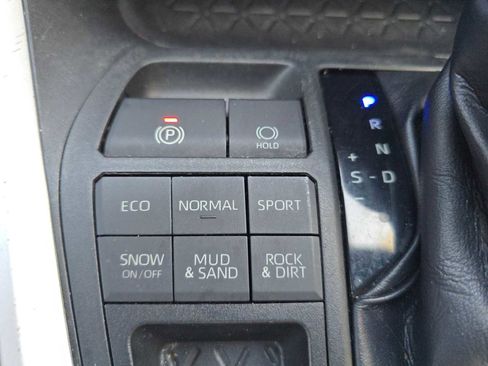 P
HOLD
P
R
N
+
S - D
-
ECO
NORMAL
SPORT
SNOW
ON/OFF
MUD
& SAND
ROCK
& DIRT